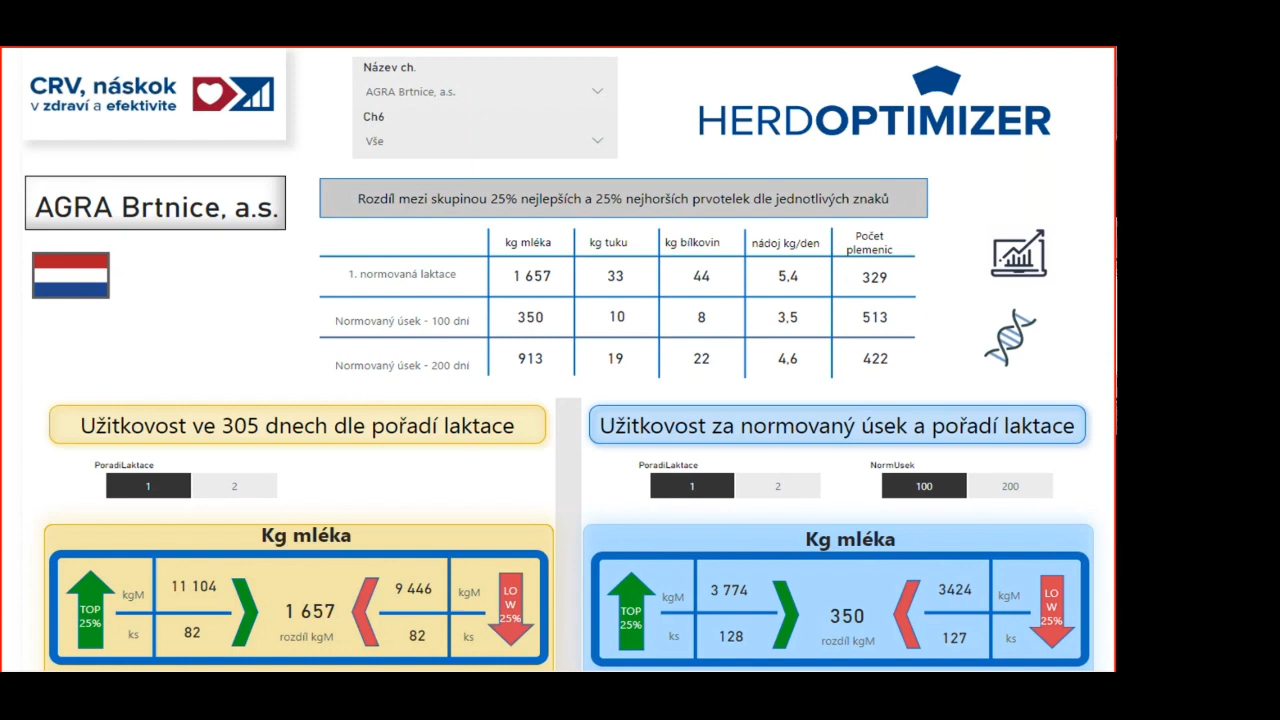 CRV, náskok
v zdraví a efektivite
Název ch.
AGRA Brtnice, a.s.
Ch6
Vše
HERDOPTIMIZER
AGRA Brtnice, a.s.
Rozdíl mezi skupinou 25% nejlepších a 25% nejhorších prvotelek dle jednotlivých znaků
kg mléka kg tuku kg bílkovin nádoj kg/den Počet plemenic
1. normovaná laktace 1 657 33 44 5,4 329
Normovaný úsek - 100 dní 350 10 8 3,5 513
Normovaný úsek - 200 dní 913 19 22 4,6 422
Užitkovost ve 305 dnech dle pořadí laktace
PoradiLaktace
1 2
Kg mléka
TOP 25%
kgM 11 104
ks 82
1 657
rozdíl kgM
9 446 kgM
82 ks
LO
W
25%
Užitkovost za normovaný úsek a pořadí laktace
PoradiLaktace
1 2
NormUsek
100 200
Kg mléka
TOP 25%
kgM 3 774
ks 128
350
rozdíl kgM
3424 kgM
127 ks
LO
W
25%